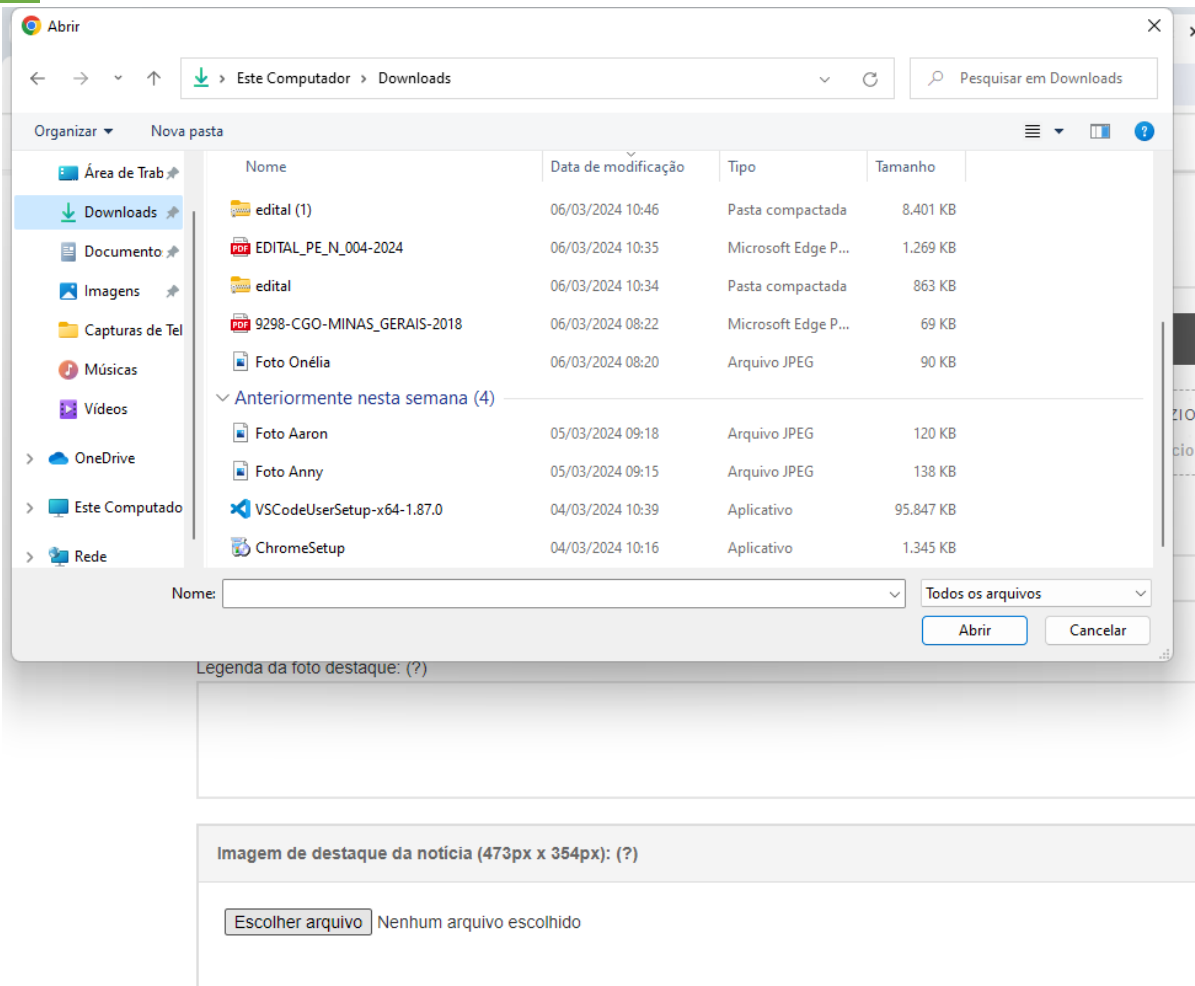 Abrir
Este Computador > Downloads
Pesquisar em Downloads
Organizar Nova pasta
Nome Data de modificação Tipo Tamanho
Área de Trab
Downloads
Documento
Imagens
Capturas de Tel
Músicas
Vídeos
OneDrive
Este Computado
Rede
edital (1) 06/03/2024 10:46 Pasta compactada 8.401 KB
EDITAL_PE_N_004-2024 06/03/2024 10:35 Microsoft Edge P... 1.269 KB
edital 06/03/2024 10:34 Pasta compactada 863 KB
9298-CGO-MINAS_GERAIS-2018 06/03/2024 08:22 Microsoft Edge P... 69 KB
Foto Onélia 06/03/2024 08:20 Arquivo JPEG 90 KB
Anteriormente nesta semana (4)
Foto Aaron 05/03/2024 09:18 Arquivo JPEG 120 KB
Foto Anny 05/03/2024 09:15 Arquivo JPEG 138 KB
VSCodeUserSetup-x64-1.87.0 04/03/2024 10:39 Aplicativo 95.847 KB
ChromeSetup 04/03/2024 10:16 Aplicativo 1.345 KB
Nome: Todos os arquivos
Abrir Cancelar
Legenda da foto destaque: (?)
Imagem de destaque da notícia (473px x 354px): (?)
Escolher arquivo Nenhum arquivo escolhido